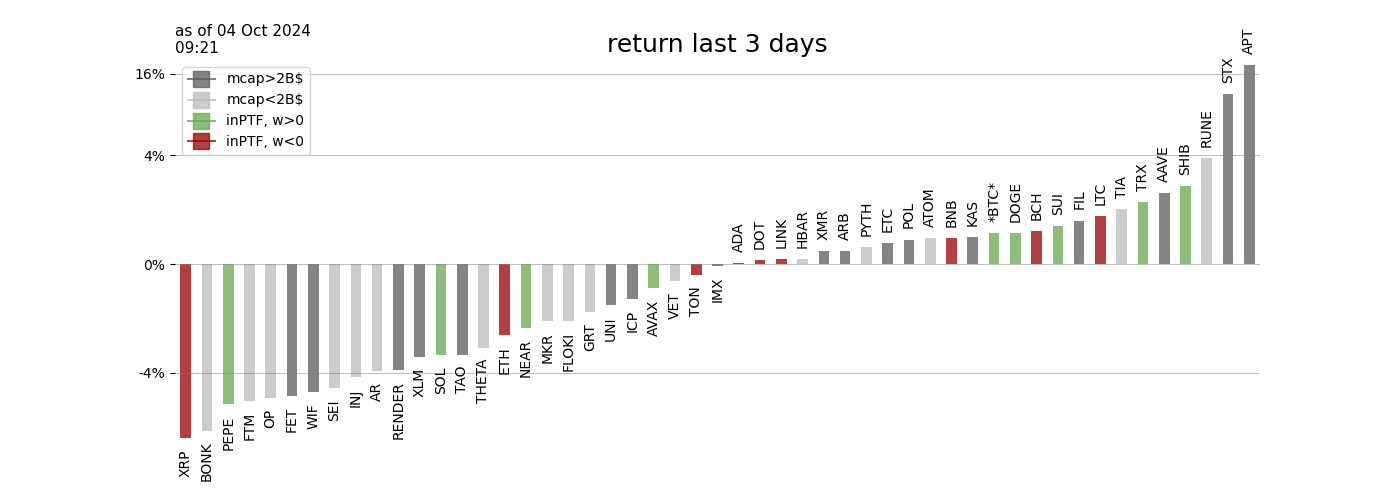 as of 04 Oct 2024
09:21
return last 3 days
mcap>2B$
mcap<2B$
inPTF, w>0
inPTF, w<0
16%
4%
0%
-4%
XRP
BONK
PEPE
FTM
OP
FET
WIF
SEI
INJ
AR
RENDER
XLM
SOL
TAO
THETA
ETH
NEAR
MKR
FLOKI
GRT
UNI
ICP
AVAX
VET
TON
IMX
ADA
DOT
LINK
HBAR
XMR
ARB
PYTH
ETC
POL
ATOM
BNB
KAS
*BTC*
DOGE
BCH
SUI
FIL
LTC
TIA
TRX
AAVE
SHIB
RUNE
STX
APT